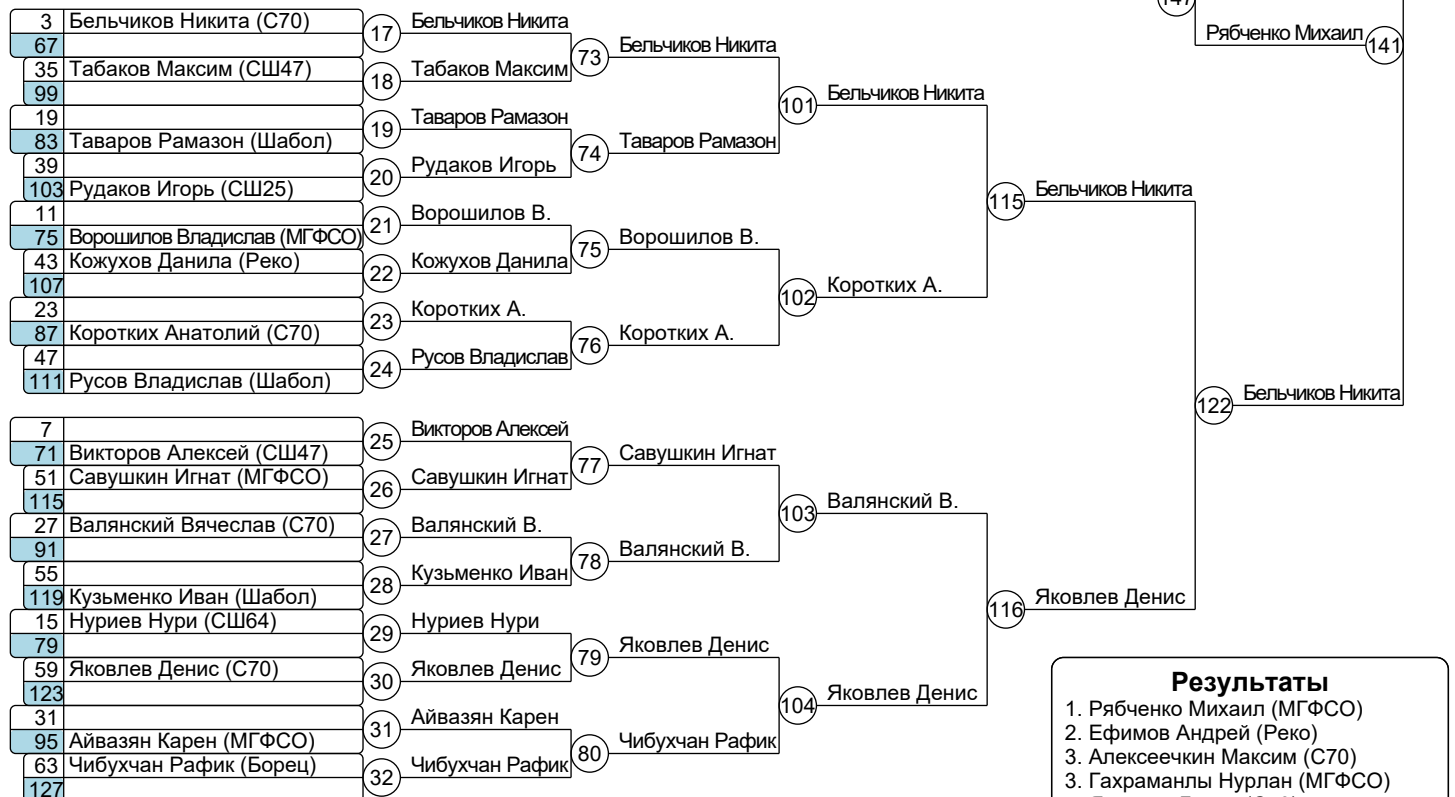 3 Бельчиков Никита (С70)
67
35 Табаков Максим (СШ47)
99
19
83 Таваров Рамазон (Шабол)
39
103 Рудаков Игорь (СШ25)
11
75 Ворошилов Владислав (МГФСО)
43 Кожухов Данила (Реко)
107
23
87 Коротких Анатолий (С70)
47
111 Русов Владислав (Шабол)
7
71 Викторов Алексей (СШ47)
51 Савушкин Игнат (МГФСО)
115
27 Валянский Вячеслав (С70)
91
55
119 Кузьменко Иван (Шабол)
15 Нуриев Нури (СШ64)
79
59 Яковлев Денис (С70)
123
31
95 Айвазян Карен (МГФСО)
63 Чибухчан Рафик (Борец)
127
17 Бельчиков Никита
18 Табаков Максим
19 Таваров Рамазон
20 Рудаков Игорь
21 Ворошилов В.
22 Кожухов Данила
23 Коротких А.
24 Русов Владислав
25 Викторов Алексей
26 Савушкин Игнат
27 Валянский В.
28 Кузьменко Иван
29 Нуриев Нури
30 Яковлев Денис
31 Айвазян Карен
32 Чибухчан Рафик
73 Бельчиков Никита
74 Таваров Рамазон
75 Ворошилов В.
76 Коротких А.
77 Савушкин Игнат
78 Валянский В.
79 Яковлев Денис
80 Чибухчан Рафик
101 Бельчиков Никита
102 Коротких А.
103 Валянский В.
104 Яковлев Денис
115 Бельчиков Никита
116 Яковлев Денис
122 Бельчиков Никита
Рябченко Михаил 141
Результаты
1. Рябченко Михаил (МГФСО)
2. Ефимов Андрей (Реко)
3. Алексеечкин Максим (С70)
3. Гахраманлы Нурлан (МГФСО)